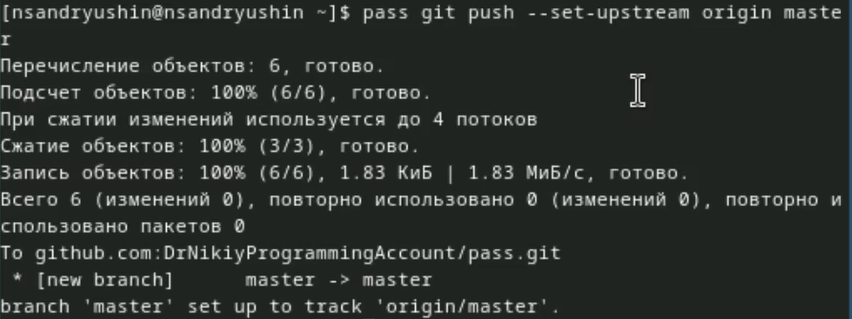 [nsandryushin@nsandryushin ~]$ pass git push --set-upstream origin maste
r
Перечисление объектов: 6, готово.
Подсчет объектов: 100% (6/6), готово.
При сжатии изменений используется до 4 потоков
Сжатие объектов: 100% (3/3), готово.
Запись объектов: 100% (6/6), 1.83 КиБ | 1.83 МиБ/с, готово.
Всего 6 (изменений 0), повторно использовано 0 (изменений 0), повторно и
спользовано пакетов 0
To github.com:DrNikiyProgrammingAccount/pass.git
 * [new branch]      master -> master
branch 'master' set up to track 'origin/master'.